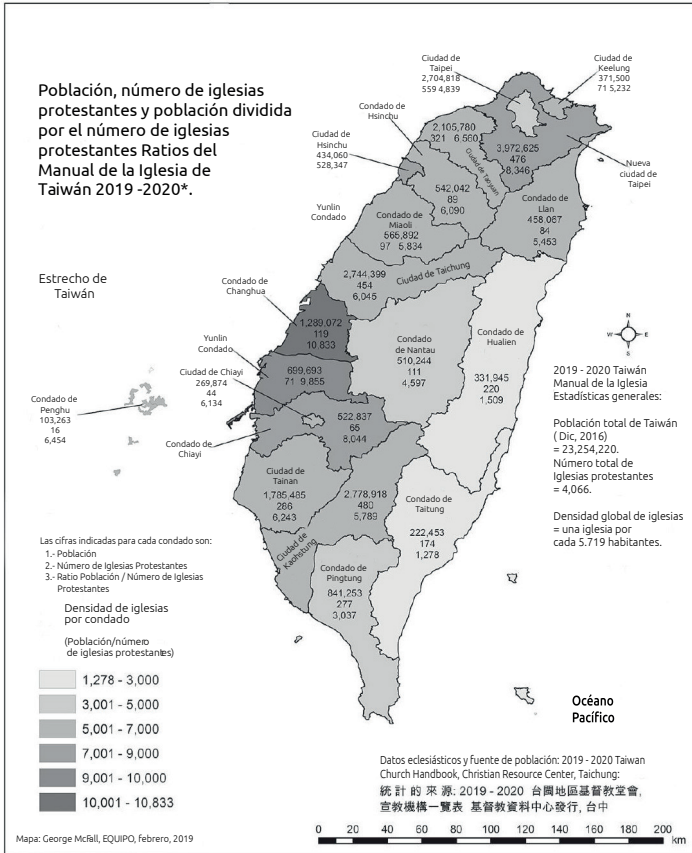 Población, número de iglesias
protestantes y población dividida
por el número de iglesias
protestantes Ratios del
Manual de la Iglesia de
Taiwán 2019 -2020*.
Ciudad de
Taipei
2,704,818
559 4,839
Ciudad de
Keelung
371,500
71 5,232
Condado de
Hsinchu
Ciudad de
Hsinchu
434,060
528,347
2,105,780
321 6,560
Ciudad de Taoyuan
3,972,625
476
8,346
Nueva
ciudad de
Taipei
542,042
89
6,090
Yunlin
Condado
Condado de
Miaoli
565,892
97 5,834
Condado de
Llan
458,067
84
5,453
Estrecho de
Taiwán
Condado de
Changhua
2,744,399
454
6,045
Ciudad de Taichung
1,289,072
119
10,833
Condado
de Nantau
510,244
111
4,597
Condado
de Hualien
331,945
220
1,509
Yunlin
Condado
699,693
71 9,855
Ciudad de Chiayi
269,874
44
6,134
Condado
de Penghu
103,263
16
6,454
522,837
65
8,044
Condado de
Chiayi
2019 - 2020 Taiwán
Manual de la Iglesia
Estadísticas generales:
Población total de Taiwán
( Dic, 2016)
= 23,254,220.
Número total de
Iglesias protestantes
= 4,066.
Densidad global de iglesias
= una iglesia por
cada 5.719 habitantes.
Ciudad de
Tainan
1,785,485
286
6,243
2,778,918
480
5,789
Ciudad de
Kaohstung
Condado de
Taitung
222,453
174
1,278
Condado de
Pingtung
841,253
277
3,037
Las cifras indicadas para cada condado son:
1.- Población
2.- Número de Iglesias Protestantes
3.- Ratio Población / Número de Iglesias
Protestantes
Densidad de iglesias
por condado
(Población/número
de iglesias protestantes)
1,278 - 3,000
3,001 - 5,000
5,001 - 7,000
7,001 - 9,000
9,001 - 10,000
10,001 - 10,833
N
W E
S
Océano
Pacífico
Datos eclesiásticos y fuente de población: 2019 - 2020 Taiwan
Church Handbook, Christian Resource Center, Taichung:
統計的來源: 2019 - 2020 台閩地區基督教堂會,
宣教機構一覽表 基督教資料中心發行, 台中
Mapa: George McFall, EQUIPO, febrero, 2019
0 20 40 60 80 100 120 140 160 180 200
km